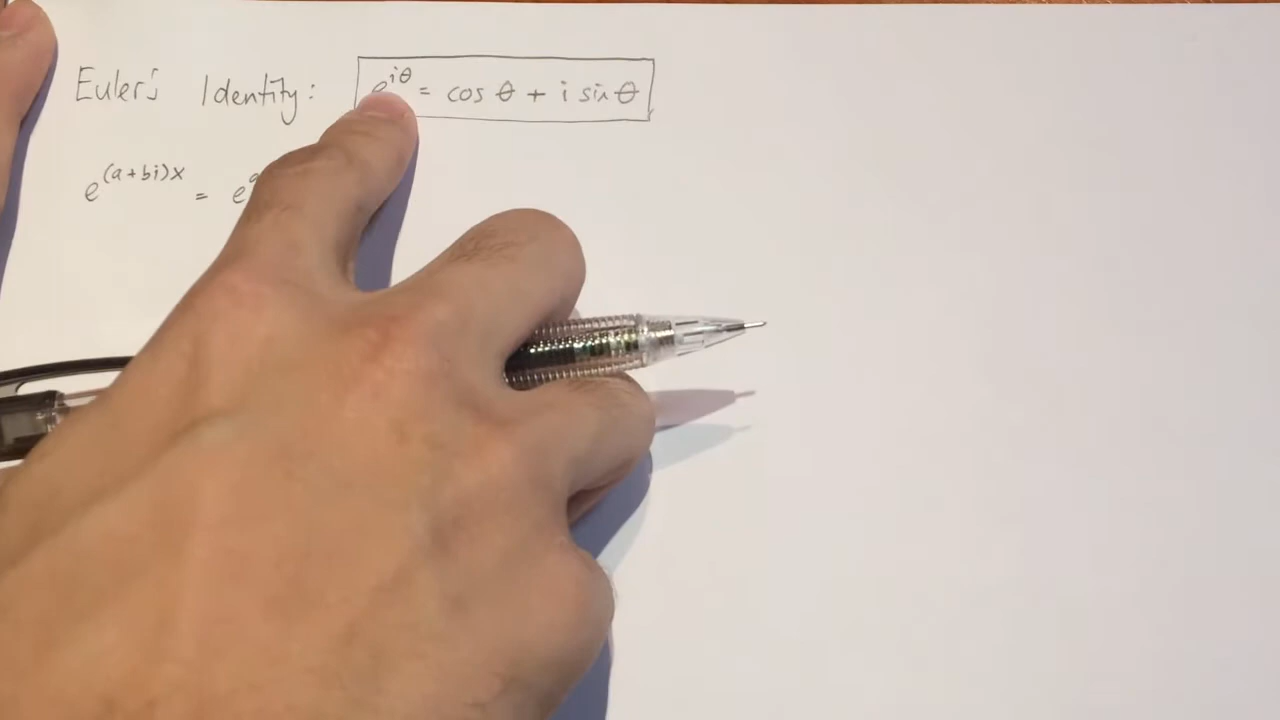 Euler's Identity: e^{iθ} = cos θ + i sin θ
e^{(a+bi)x} = e^a